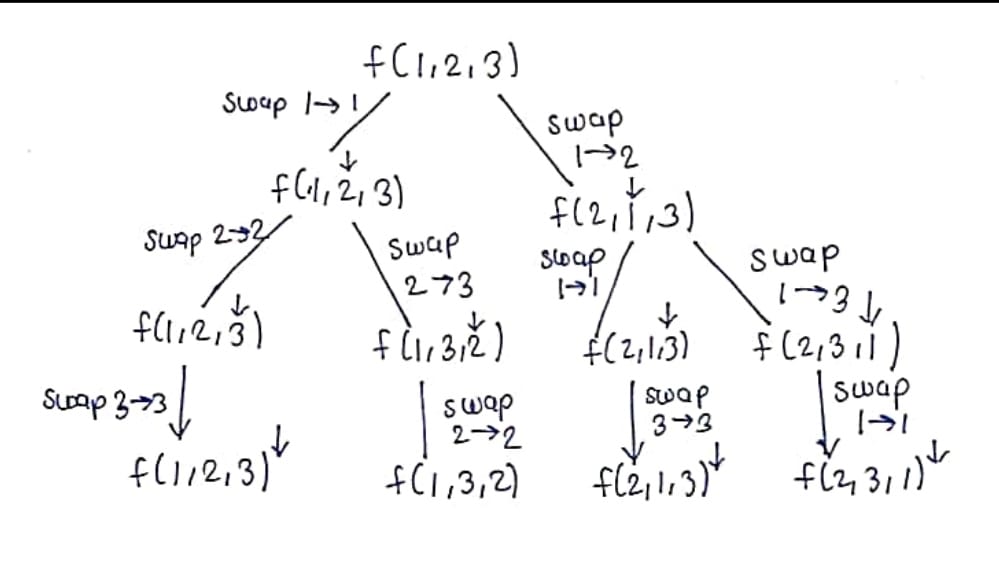 f(1,2,3)
swap 1→1
swap
1→2
↓
f(1,2,3)
↓
f(2,1,3)
swap 2→2
swap
2→3
swap
1→1
swap
1→3
↓
f(1,2,3)
↓
f(1,3,2)
↓
f(2,1,3)
↓
f(2,3,1)
swap 3→3
swap
2→2
swap
3→3
swap
1→1
f(1,2,3)↓
f(1,3,2)
f(2,1,3)↓
f(2,3,1)↓